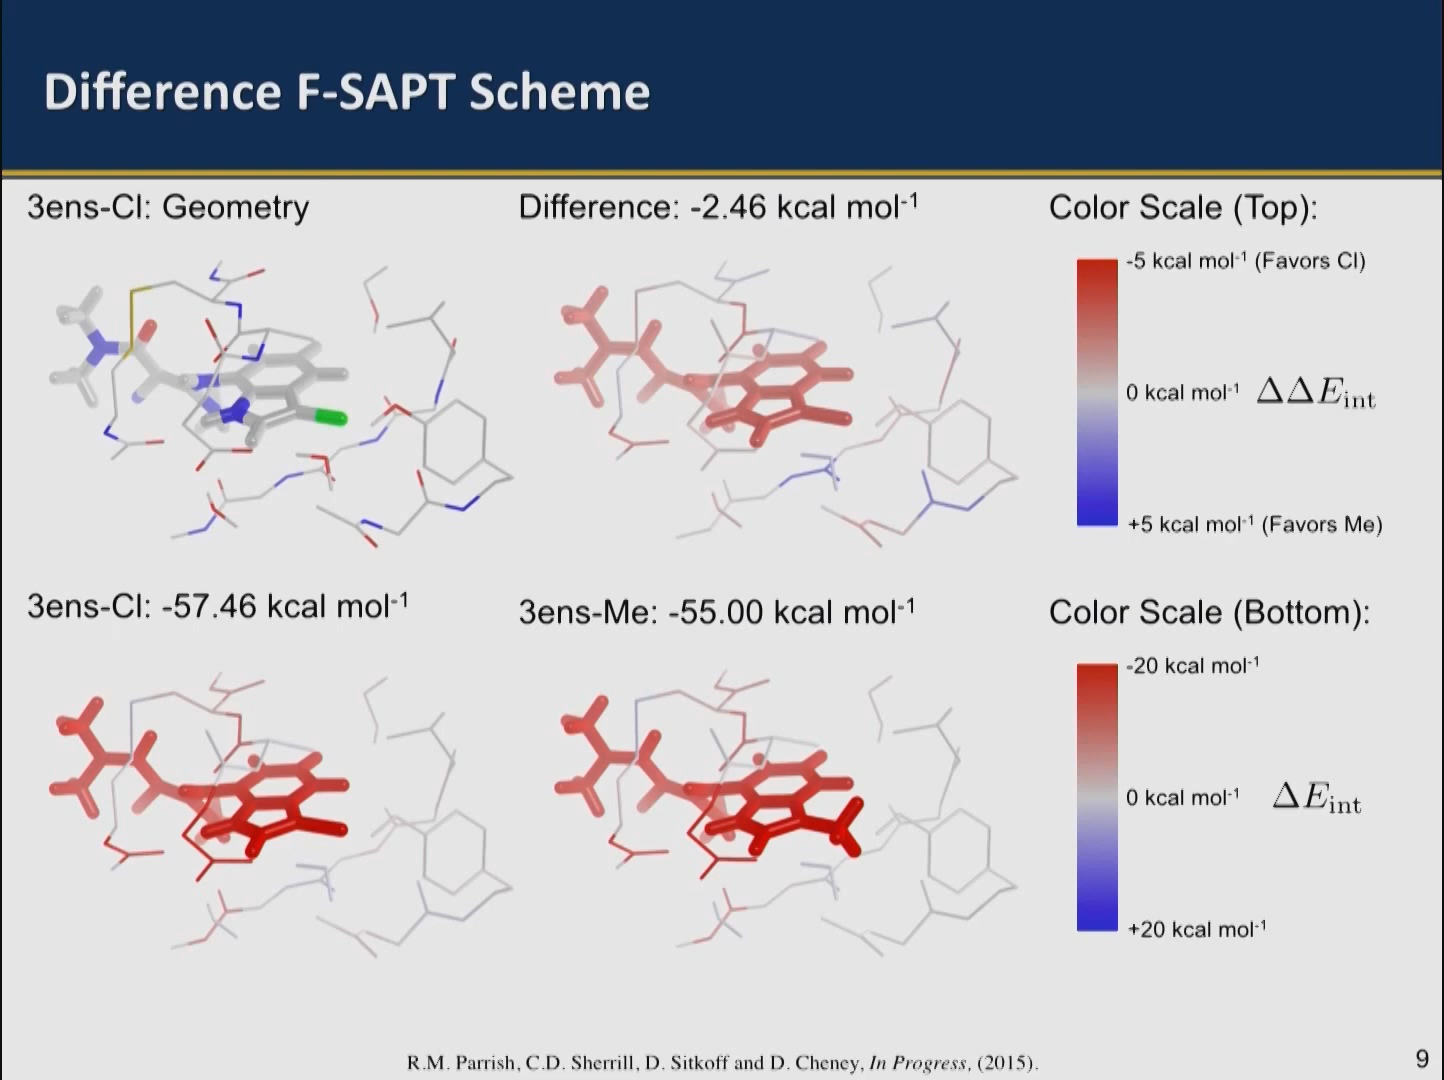 Difference F-SAPT Scheme
3ens-Cl: Geometry
Difference: -2.46 kcal mol⁻¹
Color Scale (Top):
-5 kcal mol⁻¹ (Favors Cl)
0 kcal mol⁻¹ ΔΔE_int
+5 kcal mol⁻¹ (Favors Me)
3ens-Cl: -57.46 kcal mol⁻¹
3ens-Me: -55.00 kcal mol⁻¹
Color Scale (Bottom):
-20 kcal mol⁻¹
0 kcal mol⁻¹ ΔE_int
+20 kcal mol⁻¹
R.M. Parrish, C.D. Sherrill, D. Sitkoff and D. Cheney, In Progress, (2015).
9